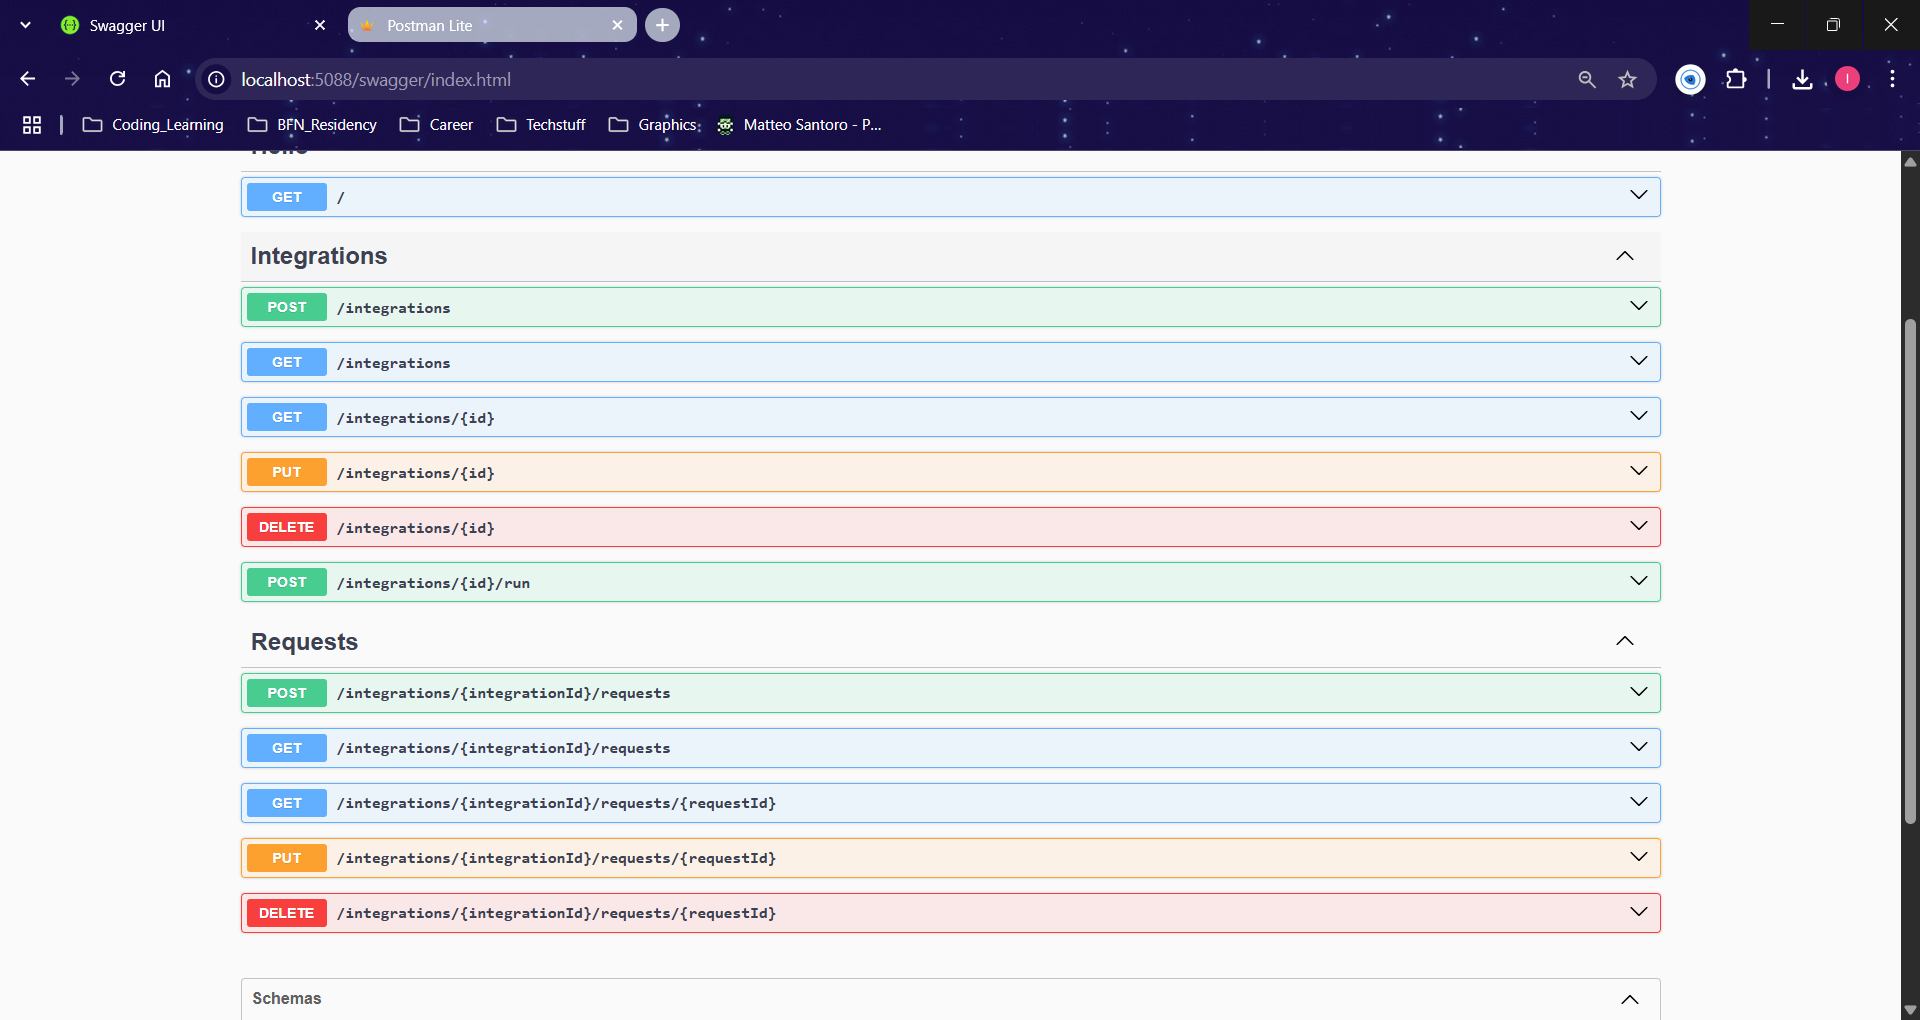 Swagger UI
Postman Lite
localhost:5088/swagger/index.html
I
Coding_Learning
BFN_Residency
Career
Techstuff
Graphics
Matteo Santoro - P...
Hello
GET /
Integrations
POST /integrations
GET /integrations
GET /integrations/{id}
PUT /integrations/{id}
DELETE /integrations/{id}
POST /integrations/{id}/run
Requests
POST /integrations/{integrationId}/requests
GET /integrations/{integrationId}/requests
GET /integrations/{integrationId}/requests/{requestId}
PUT /integrations/{integrationId}/requests/{requestId}
DELETE /integrations/{integrationId}/requests/{requestId}
Schemas